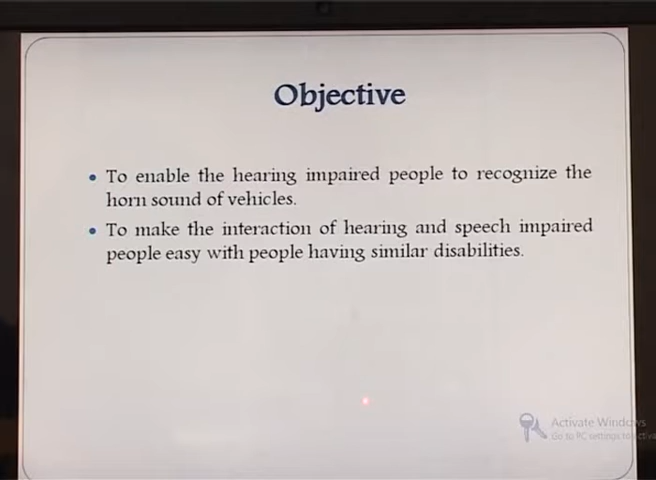 Objective
• To enable the hearing impaired people to recognize the
horn sound of vehicles.
• To make the interaction of hearing and speech impaired
people easy with people having similar disabilities.
Activate Windows
Go to PC settings to activa